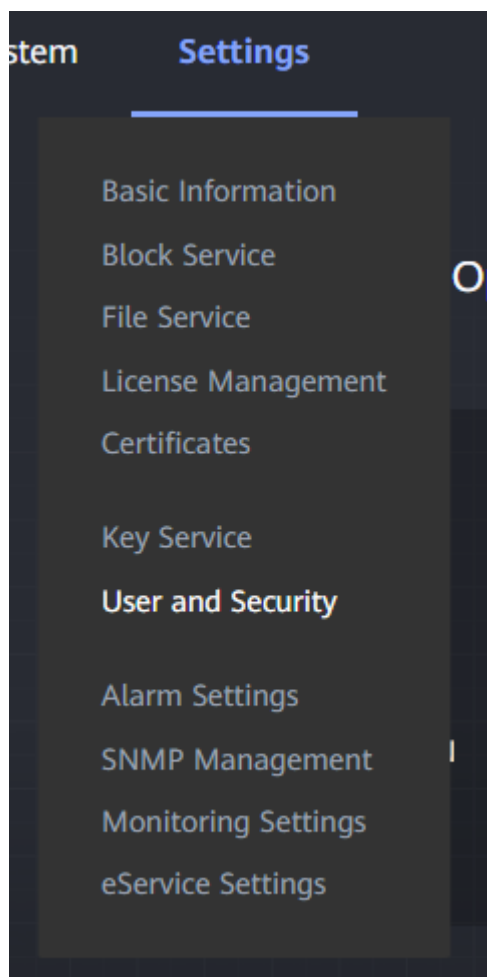 stem Settings
Basic Information
Block Service
O
File Service
License Management
Certificates
Key Service
User and Security
Alarm Settings
SNMP Management
Monitoring Settings
eService Settings